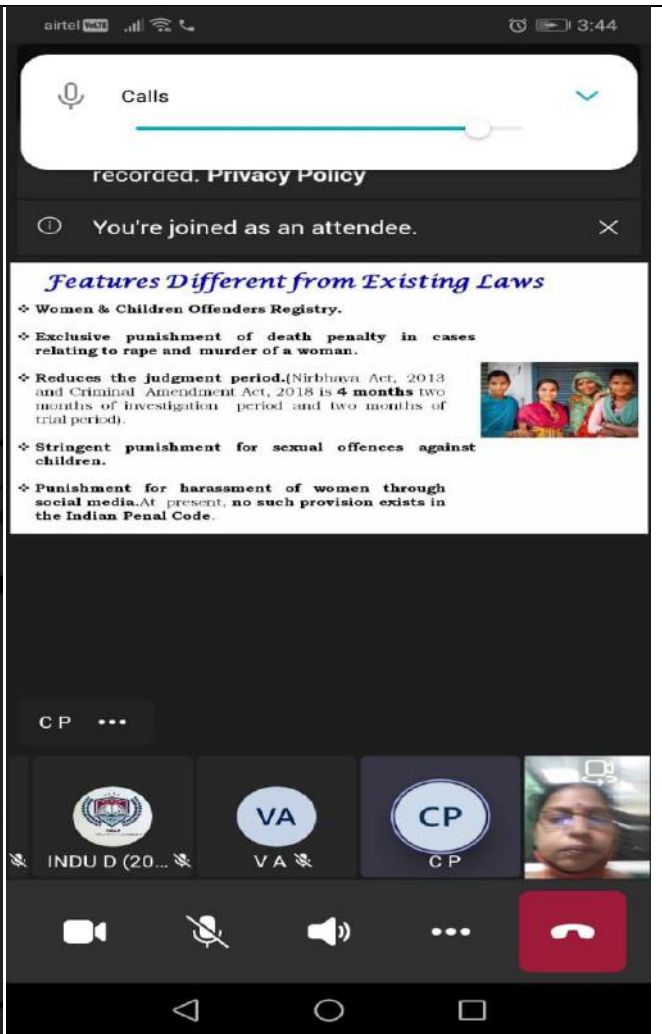 airtel VoLTE 3:44
Calls
recorded. Privacy Policy
You're joined as an attendee.
Features Different from Existing Laws
❖ Women & Children Offenders Registry.
❖ Exclusive punishment of death penalty in cases
relating to rape and murder of a woman.
❖ Reduces the judgment period.(Nirbhaya Act, 2013
and Criminal Amendment Act, 2018 is 4 months two
months of investigation period and two months of
trial period).
❖ Stringent punishment for sexual offences against
children.
❖ Punishment for harassment of women through
social media.At present, no such provision exists in
the Indian Penal Code.
C P •••
VA CP
INDU D (20... V A C P